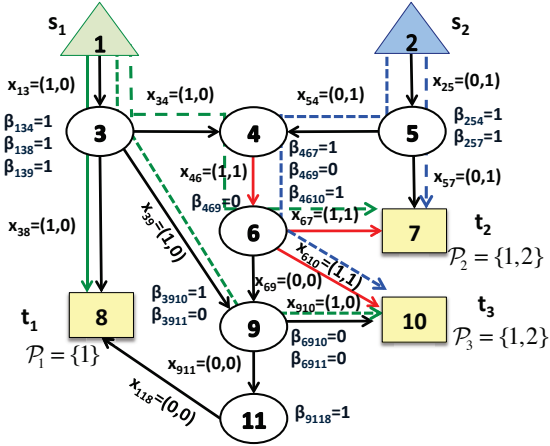 s₁
s₂
1
2
x₁₃=(1,0)
x₃₄=(1,0)
x₅₄=(0,1)
x₂₅=(0,1)
β₁₃₄=1
β₁₃₈=1
β₁₃₉=1
3
4
5
β₂₅₄=1
β₂₅₇=1
β₄₆₇=1
β₄₆₉=0
β₄₆₁₀=1
x₄₆=(1,1)
β₄₆₉=0
x₅₇=(0,1)
x₃₈=(1,0)
x₃₉=(1,0)
6
x₆₇=(1,1)
7
t₂
𝒫₂ = {1,2}
x₆₁₀=(1,1)
x₆₉=(0,0)
β₃₉₁₀=1
β₃₉₁₁=0
x₉₁₀=(1,0)
t₁
8
𝒫₁ = {1}
9
10
t₃
𝒫₃ = {1,2}
β₆₉₁₀=0
β₆₉₁₁=0
x₉₁₁=(0,0)
x₁₁₈=(0,0)
11
β₉₁₁₈=1